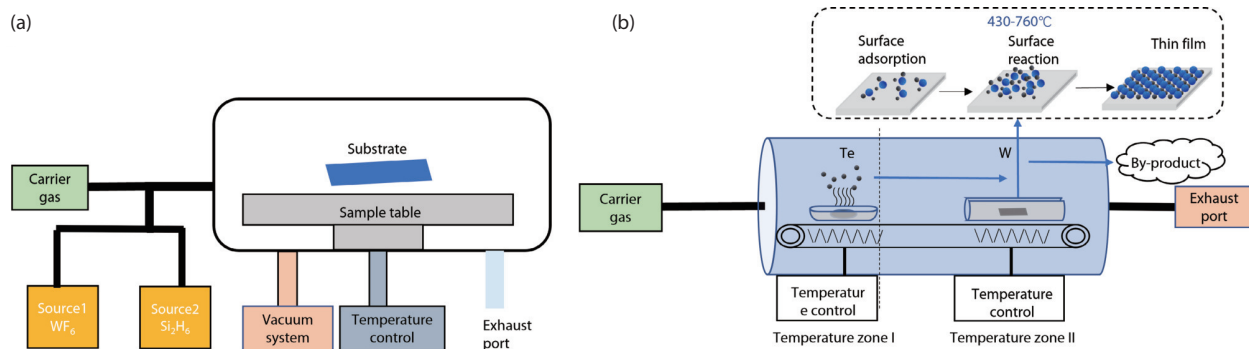 (a)
Substrate
Carrier
gas
Sample table
Source1
WF₆
Source2
Si₂H₆
Vacuum
system
Temperature
control
Exhaust
port
(b)
430-760℃
Surface
adsorption
Surface
reaction
Thin film
Te
W
By-product
Carrier
gas
Exhaust
port
Temperatur
e control
Temperature
control
Temperature zone I
Temperature zone II